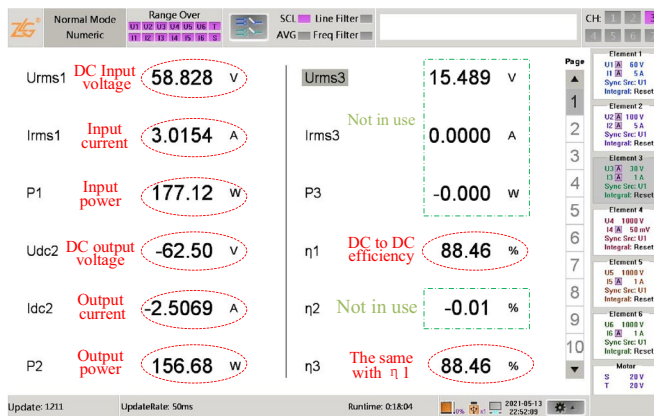 ZLG
Normal Mode
Numeric
Range Over
U1 U2 U3 U4 U5 U6 T
I1 I2 I3 I4 I5 I6 S
SCL Line Filter
AVG Freq Filter
CH: 1 2 3
4 5 6 7
Page
1
2
3
4
5
6
7
8
9
10
Urms1 DC Input voltage 58.828 V
Irms1 Input current 3.0154 A
P1 Input power 177.12 W
Udc2 DC output voltage -62.50 V
Idc2 Output current -2.5069 A
P2 Output power 156.68 W
Urms3 15.489 V
Not in use
Irms3 0.0000 A
P3 -0.000 W
η1 DC to DC efficiency 88.46 %
η2 Not in use -0.01 %
η3 The same with η1 88.46 %
Element 1
U1 A 60 V
I1 A 5 A
Sync Src: U1
Integral: Reset
Element 2
U2 A 100 V
I2 A 5 A
Sync Src: U1
Integral: Reset
Element 3
U3 A 30 V
I3 A 1 A
Sync Src: U1
Integral: Reset
Element 4
U4 1000 V
I4 A 50 mV
Sync Src: U1
Integral: Reset
Element 5
U5 1000 V
I5 A 1 A
Sync Src: U1
Integral: Reset
Element 6
U6 1000 V
I6 A 1 A
Sync Src: U1
Integral: Reset
Motor
S 20 V
T 20 V
Update: 1211
UpdateRate: 50ms
Runtime: 0:18:04
2021-05-13
22:52:09